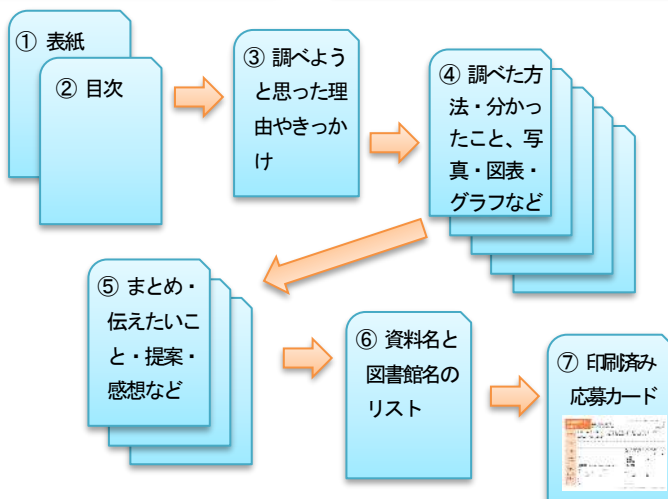 ① 表紙
② 目次
③ 調べよう
と思った理
由やきっか
け
④ 調べた方
法・分かっ
たこと、写
真・図表・
グラフなど
⑤ まとめ・
伝えたいこ
と・提案・
感想など
⑥ 資料名と
図書館名の
リスト
⑦ 印刷済み
応募カード